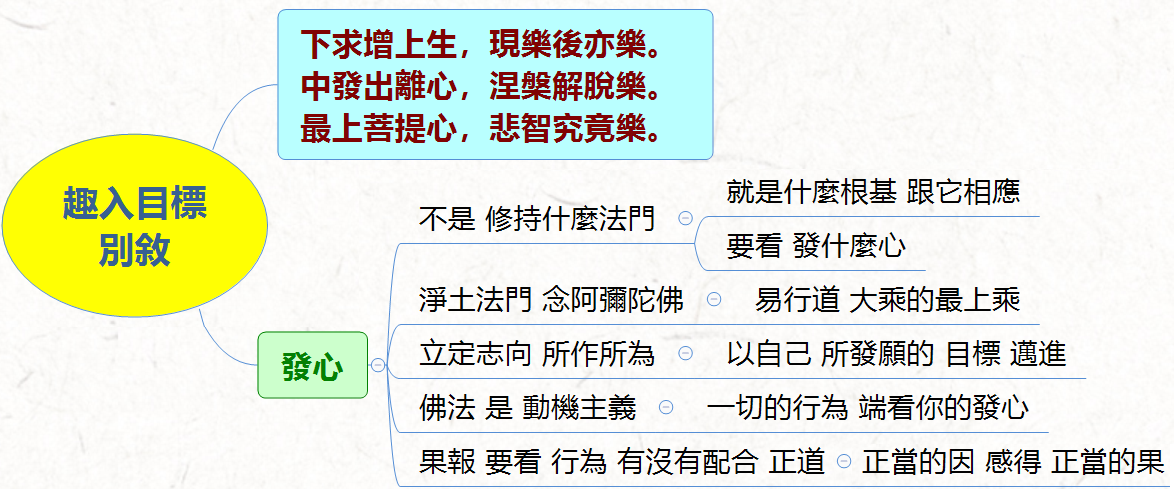 趣入目標
別敘
下求增上生，現樂後亦樂。
中發出離心，涅槃解脫樂。
最上菩提心，悲智究竟樂。
發心
不是 修持什麼法門
就是什麼根基 跟它相應
要看 發什麼心
淨土法門 念阿彌陀佛
易行道 大乘的最上乘
立定志向 所作所為
以自己 所發願的 目標 邁進
佛法 是 動機主義
一切的行為 端看你的發心
果報 要看 行為 有沒有配合 正道
正當的因 感得 正當的果